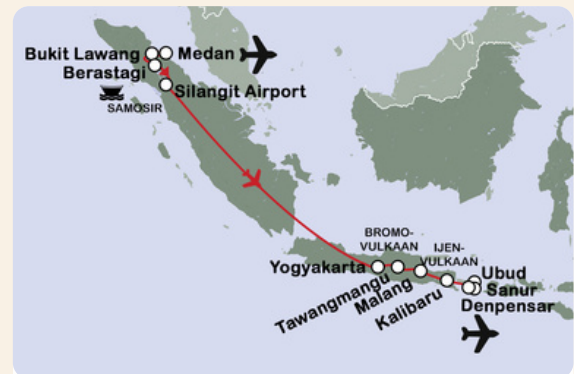 Bukit Lawang
Medan
Berastagi
Silangit Airport
SAMOSIR
BROMO-
VULKAAN
IJEN-
VULKAAN
Yogyakarta
Tawangmangu
Malang
Kalibaru
Ubud
Sanur
Denpensar